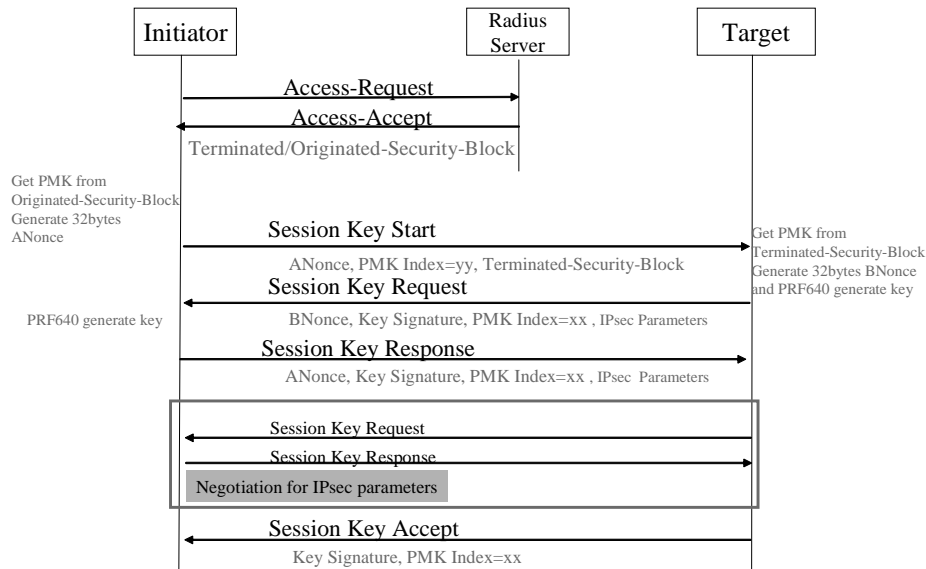 Initiator
Radius
Server
Target
Access-Request
Access-Accept
Terminated/Originated-Security-Block
Get PMK from
Originated-Security-Block
Generate 32bytes
ANonce
Session Key Start
ANonce, PMK Index=yy, Terminated-Security-Block
Get PMK from
Terminated-Security-Block
Generate 32bytes BNonce
and PRF640 generate key
Session Key Request
BNonce, Key Signature, PMK Index=xx , IPsec Parameters
PRF640 generate key
Session Key Response
ANonce, Key Signature, PMK Index=xx , IPsec Parameters
Session Key Request
Session Key Response
Negotiation for IPsec parameters
Session Key Accept
Key Signature, PMK Index=xx